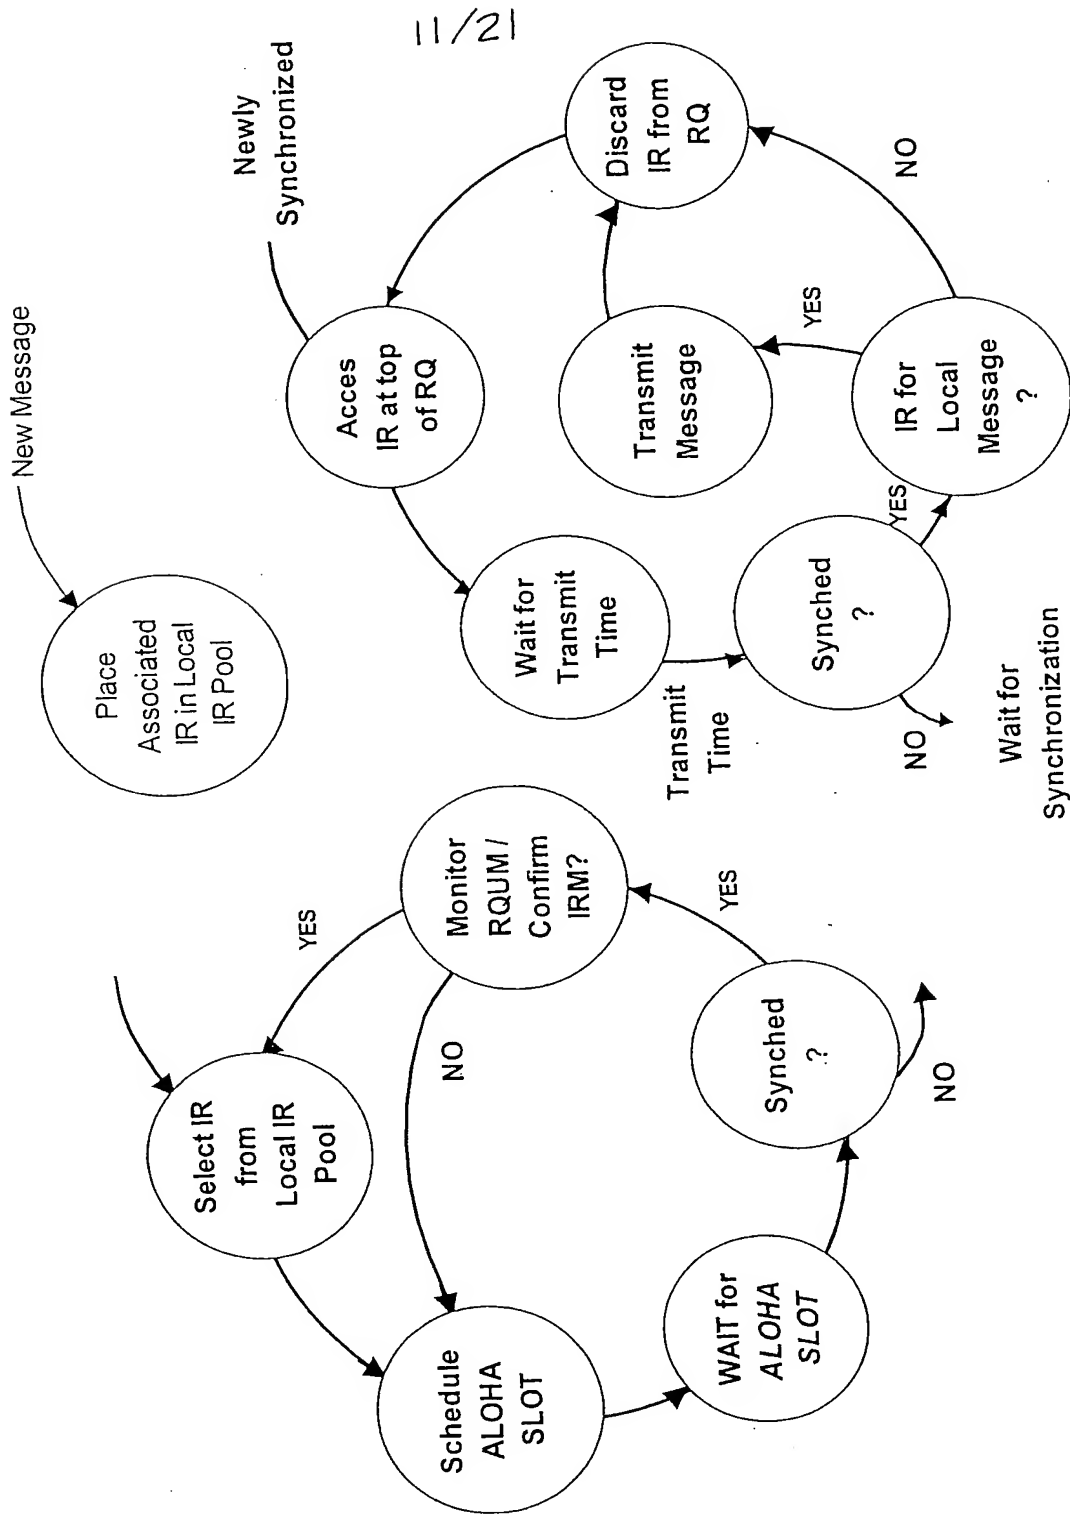 11/21
New Message
Place
Associated
IR in Local
IR Pool
Select IR
from
Local IR
Pool
YES
NO
Monitor
RQUM /
Confirm
IRM?
Schedule
ALOHA
SLOT
WAIT for
ALOHA
SLOT
Synched
?
YES
NO
Newly
Synchronized
Acces
IR at top
of RQ
Wait for
Transmit
Time
Transmit
Time
Synched
?
NO
Wait for
Synchronization
YES
IR for
Local
Message
?
YES
Transmit
Message
NO
Discard
IR from
RQ